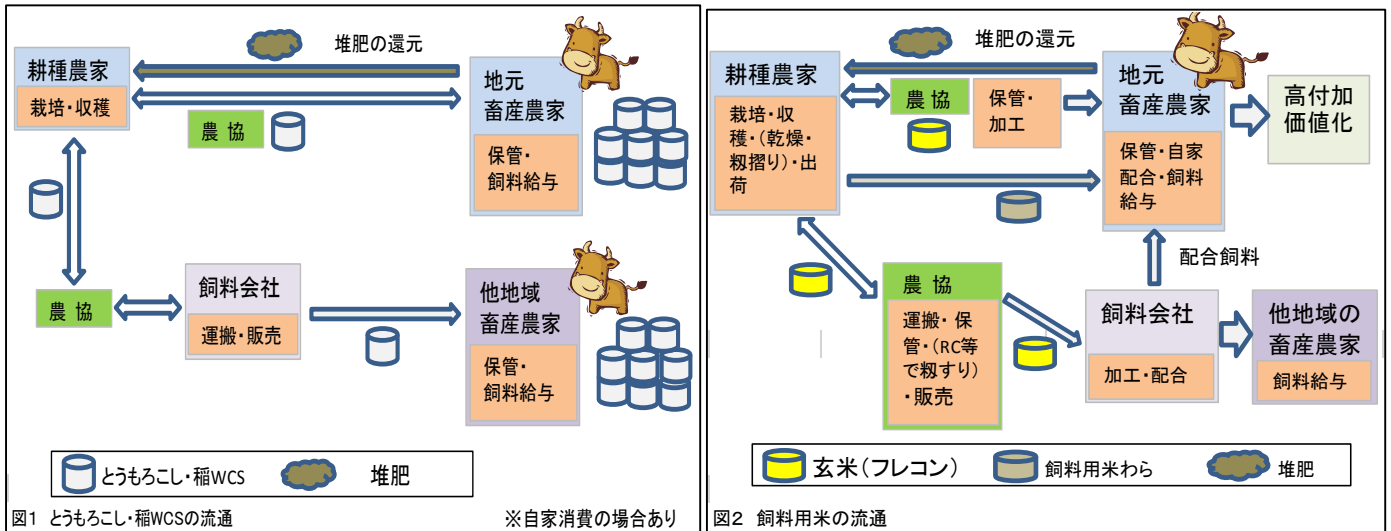 堆肥の還元
耕種農家
栽培・収穫
地元
畜産農家
農 協
保管・
飼料給与
農 協
飼料会社
運搬・販売
他地域
畜産農家
保管・
飼料給与
とうもろこし・稲WCS
堆肥
図1 とうもろこし・稲WCSの流通
※自家消費の場合あり
堆肥の還元
耕種農家
栽培・収
穫・(乾燥・
籾摺り)・出
荷
農協
保管・
加工
地元
畜産農家
保管・自家
配合・飼料
給与
高付加
価値化
配合飼料
農協
運搬・保
管・(RC等
で籾すり)
・販売
飼料会社
加工・配合
他地域の
畜産農家
飼料給与
玄米(フレコン)
飼料用米わら
堆肥
図2 飼料用米の流通